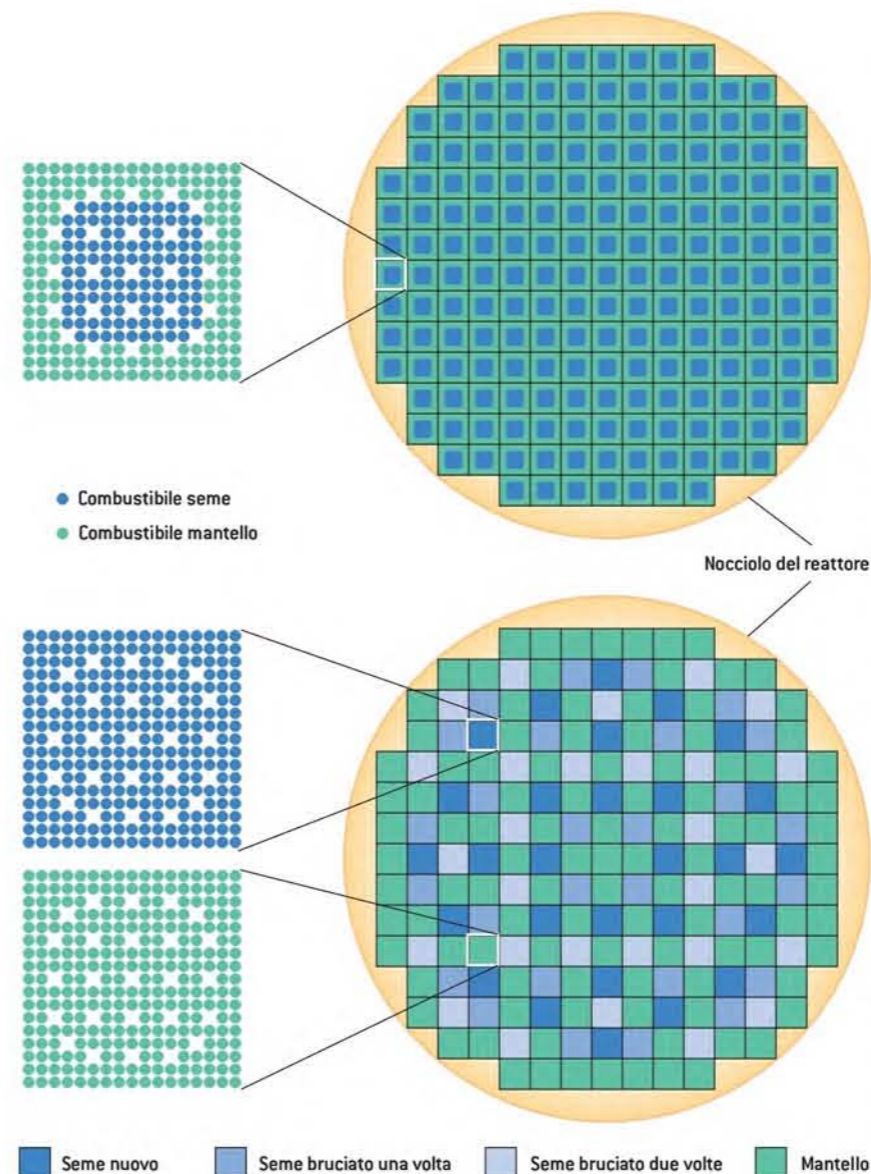 Combustibile seme
Combustibile mantello
Nocciolo del reattore
Seme nuovo
Seme bruciato una volta
Seme bruciato due volte
Mantello